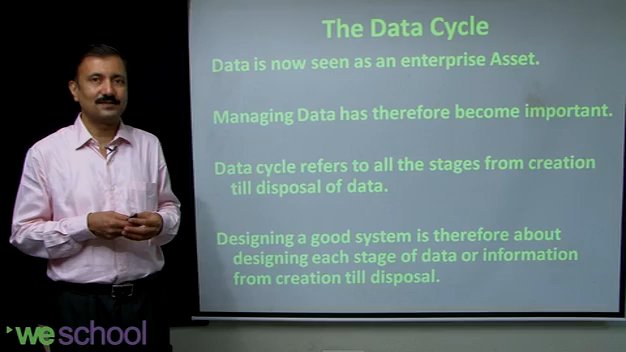 The Data Cycle
Data is now seen as an enterprise Asset.
Managing Data has therefore become important.
Data cycle refers to all the stages from creation
till disposal of data.
Designing a good system is therefore about
designing each stage of data or information
from creation till disposal.
we school